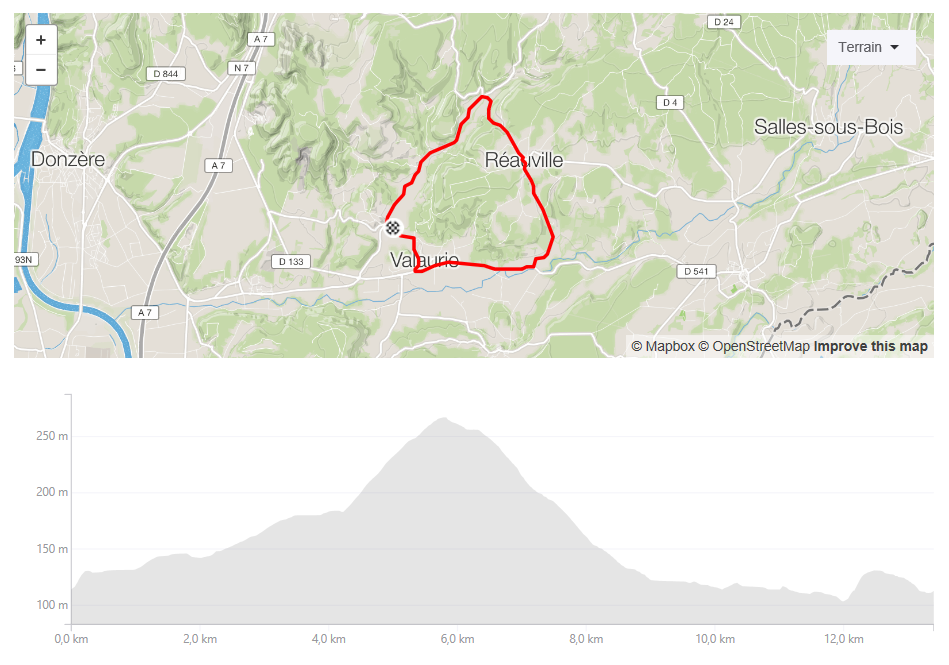 D 24
+
A 7
Terrain
N 7
−
D 844
D 4
Salles-sous-Bois
Donzère
A 7
Réauville
93N
D 133
Valaurie
D 541
A 7
© Mapbox © OpenStreetMap Improve this map
250 m
200 m
150 m
100 m
0,0 km 2,0 km 4,0 km 6,0 km 8,0 km 10,0 km 12,0 km